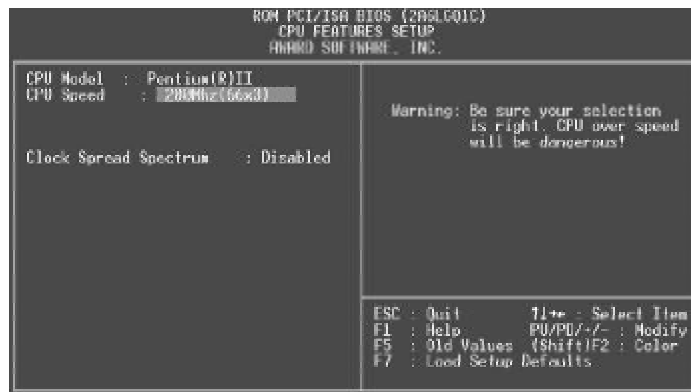 ROM PCI/ISA BIOS (2A6LGQ1C)
CPU FEATURES SETUP
AWARD SOFTWARE, INC.
CPU Model : Pentium(R)II
CPU Speed : 200Mhz(66x3)
Clock Spread Spectrum : Disabled
Warning: Be sure your selection
is right. CPU over speed
will be dangerous!
ESC : Quit ↑↓→← : Select Item
F1 : Help PU/PD/+/- : Modify
F5 : Old Values (Shift)F2 : Color
F7 : Load Setup Defaults